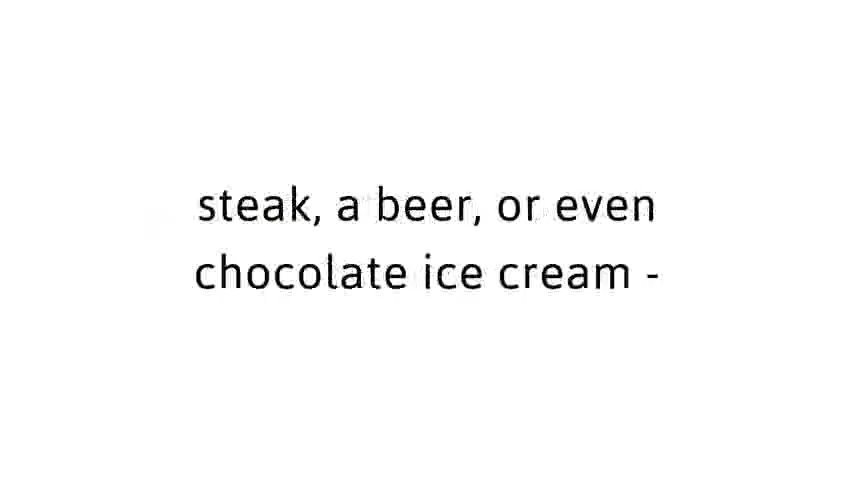 steak, a beer, or even
chocolate ice cream -